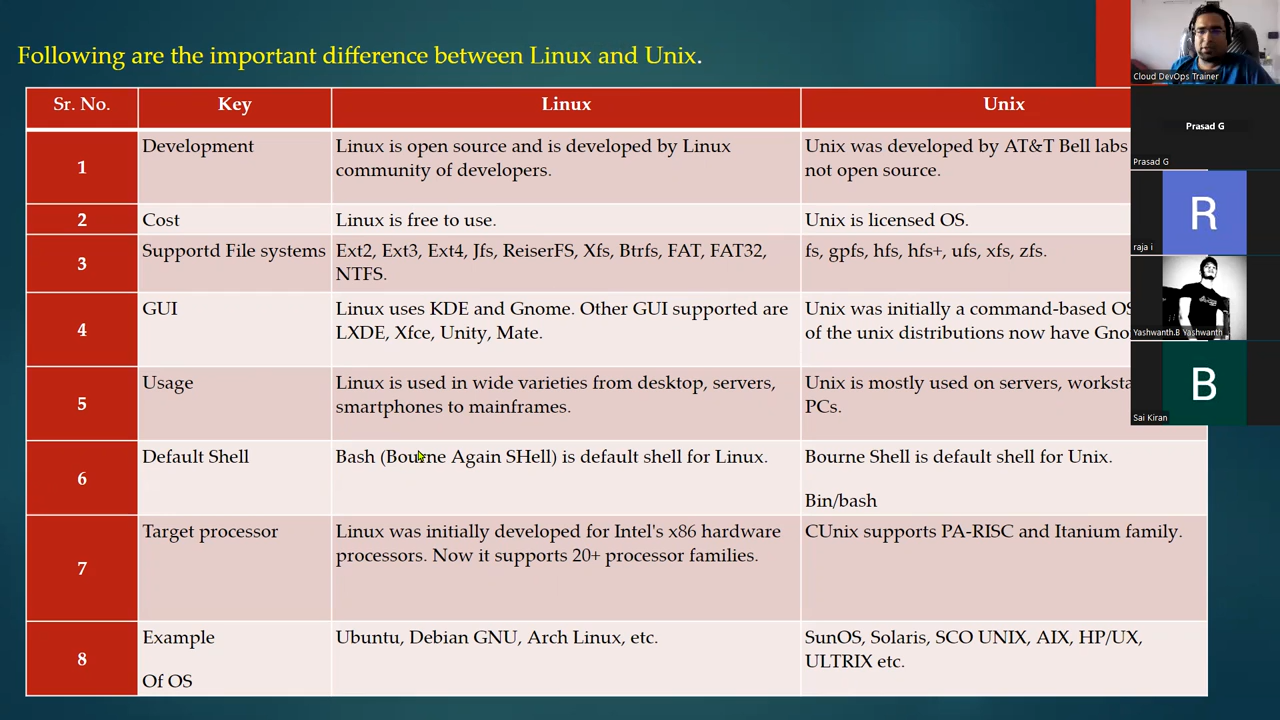 Following are the important difference between Linux and Unix.
Sr. No. Key Linux Unix
1 Development Linux is open source and is developed by Linux community of developers. Unix was developed by AT&T Bell labs not open source.
2 Cost Linux is free to use. Unix is licensed OS.
3 Supportd File systems Ext2, Ext3, Ext4, Jfs, ReiserFS, Xfs, Btrfs, FAT, FAT32, NTFS. fs, gpfs, hfs, hfs+, ufs, xfs, zfs.
4 GUI Linux uses KDE and Gnome. Other GUI supported are LXDE, Xfce, Unity, Mate. Unix was initially a command-based OS of the unix distributions now have
5 Usage Linux is used in wide varieties from desktop, servers, smartphones to mainframes. Unix is mostly used on servers, PCs.
6 Default Shell Bash (Bourne Again SHell) is default shell for Linux. Bourne Shell is default shell for Unix. Bin/bash
7 Target processor Linux was initially developed for Intel's x86 hardware processors. Now it supports 20+ processor families. CUnix supports PA-RISC and Itanium family.
8 Example Of OS Ubuntu, Debian GNU, Arch Linux, etc. SunOS, Solaris, SCO UNIX, AIX, HP/UX, ULTRIX etc.
Cloud DevOps Trainer
Prasad G
Prasad G
R
raja i
Yashwanth.B Yashwanth
B
Sai Kiran